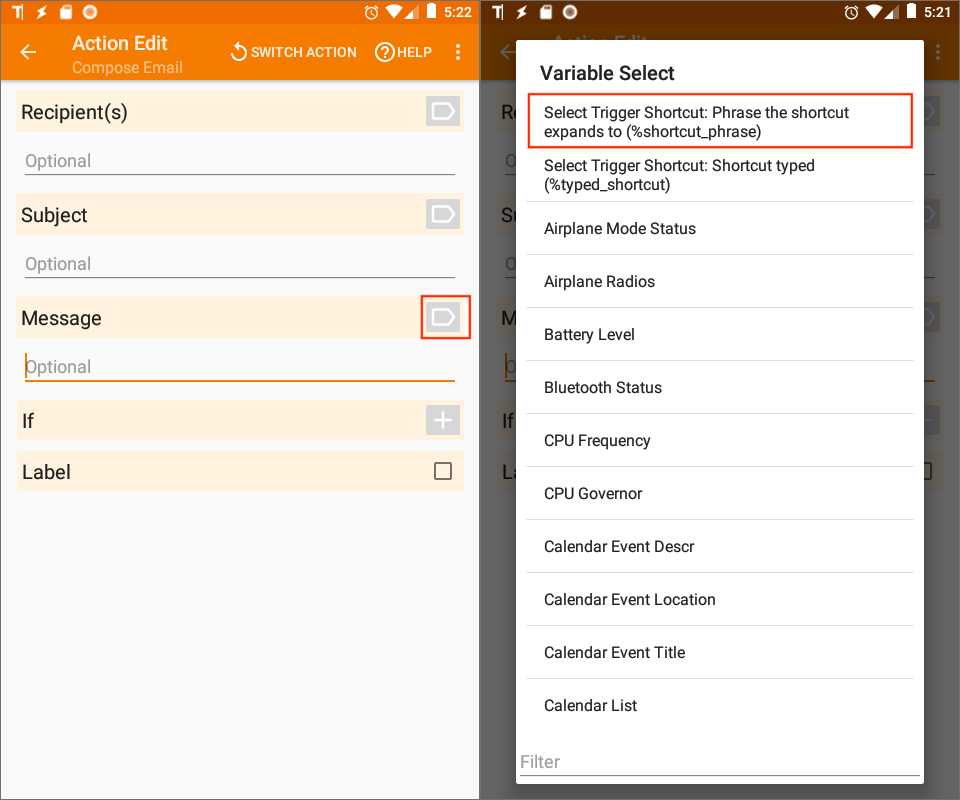 5:22
Action Edit
Compose Email
SWITCH ACTION
HELP
Recipient(s)
Optional
Subject
Optional
Message
Optional
If
Label
5:21
Action Edit
Variable Select
Select Trigger Shortcut: Phrase the shortcut
expands to (%shortcut_phrase)
Select Trigger Shortcut: Shortcut typed
(%typed_shortcut)
Airplane Mode Status
Airplane Radios
Battery Level
Bluetooth Status
CPU Frequency
CPU Governor
Calendar Event Descr
Calendar Event Location
Calendar Event Title
Calendar List
Filter
If